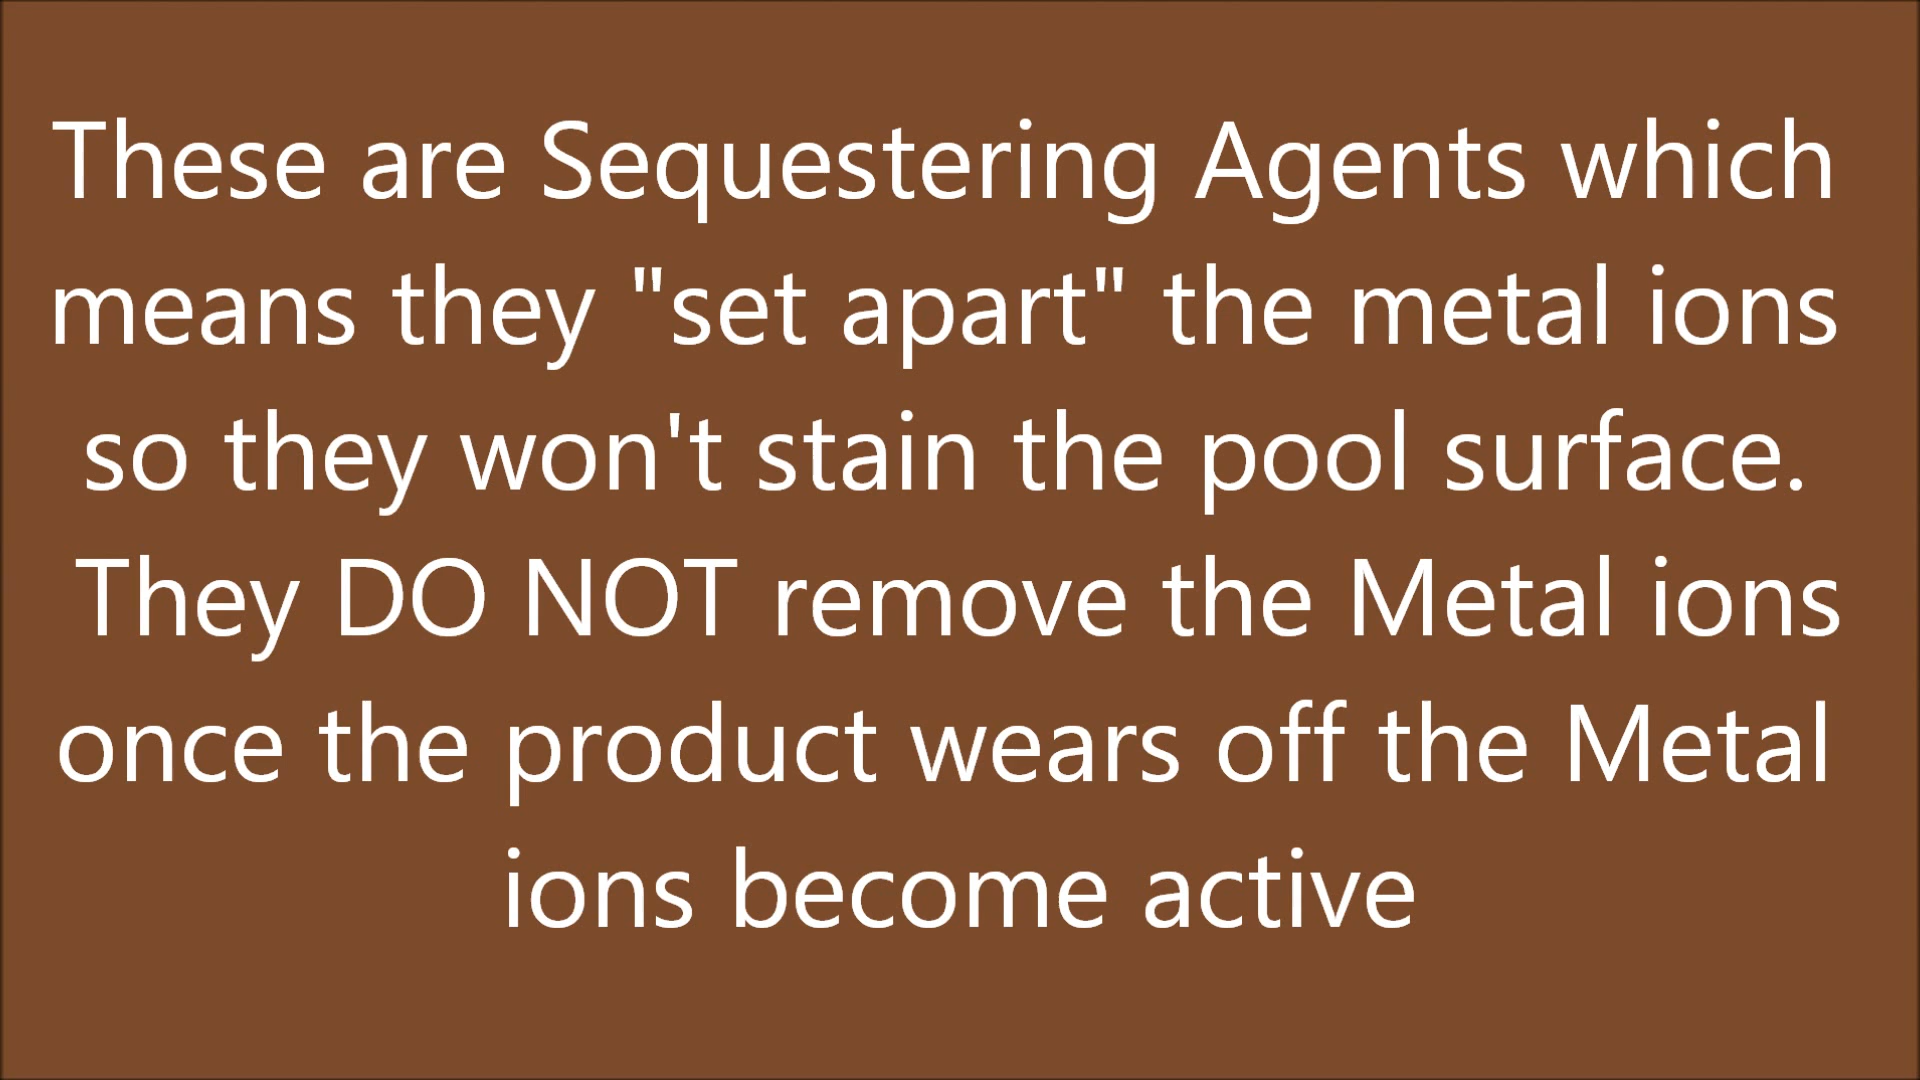 These are Sequestering Agents which
means they "set apart" the metal ions
so they won't stain the pool surface.
They DO NOT remove the Metal ions
once the product wears off the Metal
ions become active